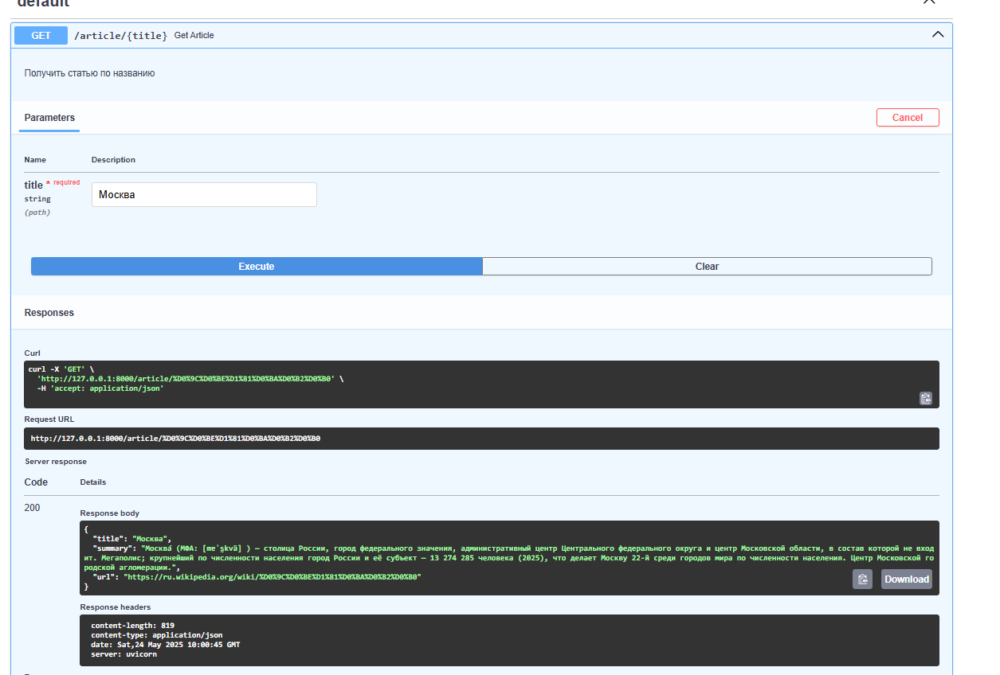 default
GET /article/{title} Get Article
Получить статью по названию
Parameters
Cancel
Name Description
title * required
string
(path)
Москва
Execute Clear
Responses
Curl
curl -X 'GET' \
'http://127.0.0.1:8000/article/%D0%9C%D0%BE%D1%81%D0%BA%D0%B2%D0%B0' \
-H 'accept: application/json'
Request URL
http://127.0.0.1:8000/article/%D0%9C%D0%BE%D1%81%D0%BA%D0%B2%D0%B0
Server response
Code Details
200
Response body
{
"title": "Москва",
"summary": "Москва́ (МФА: [mɐˈskvä] ) — столица России, город федерального значения, административный центр Центрального федерального округа и центр Московской области, в состав которой не вход
ит. Мегаполис; крупнейший по численности населения город России и её субъект — 13 274 285 человека (2025), что делает Москву 22-й среди городов мира по численности населения. Центр Московской го
родской агломерации.",
"url": "https://ru.wikipedia.org/wiki/%D0%9C%D0%BE%D1%81%D0%BA%D0%B2%D0%B0"
}
Download
Response headers
content-length: 819
content-type: application/json
date: Sat,24 May 2025 10:00:45 GMT
server: uvicorn